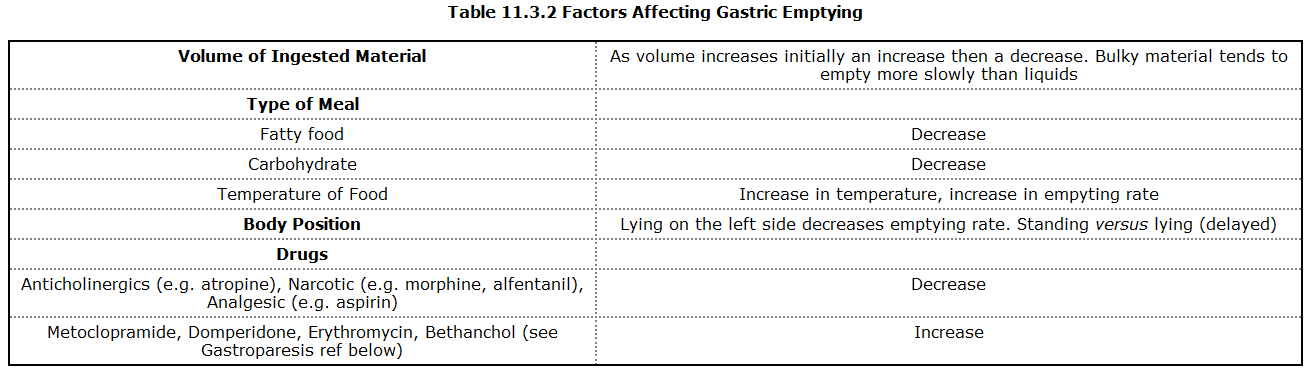 Table 11.3.2 Factors Affecting Gastric Emptying
Volume of Ingested Material
As volume increases initially an increase then a decrease. Bulky material tends to
empty more slowly than liquids
Type of Meal
Fatty food
Decrease
Carbohydrate
Decrease
Temperature of Food
Increase in temperature, increase in empyting rate
Body Position
Lying on the left side decreases emptying rate. Standing versus lying (delayed)
Drugs
Anticholinergics (e.g. atropine), Narcotic (e.g. morphine, alfentanil),
Analgesic (e.g. aspirin)
Decrease
Metoclopramide, Domperidone, Erythromycin, Bethanchol (see
Gastroparesis ref below)
Increase